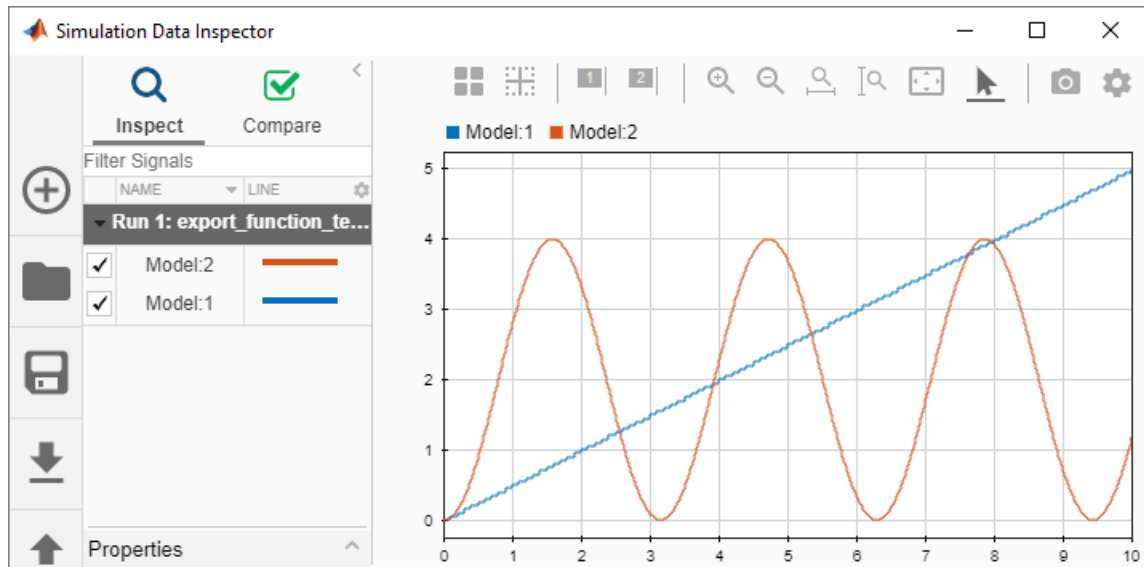 Simulation Data Inspector
Inspect Compare
Filter Signals
NAME LINE
Run 1: export_function_te...
Model:2
Model:1
Properties
1 2
Model:1 Model:2
5
4
3
2
1
0
0 1 2 3 4 5 6 7 8 9 10